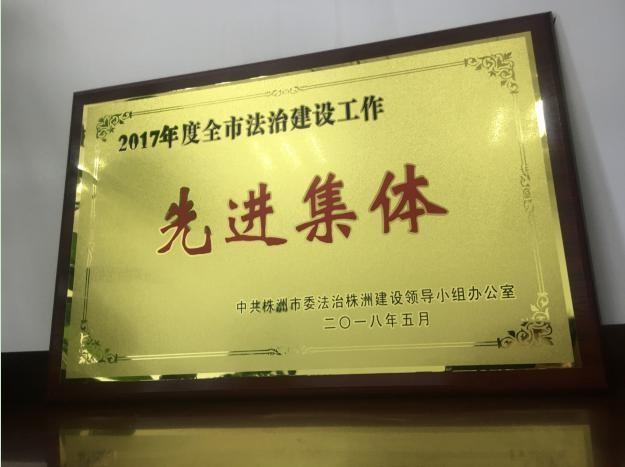 2017年度全市法治建设工作
先进集体
中共株洲市委法治株洲建设领导小组办公室
二〇一八年五月